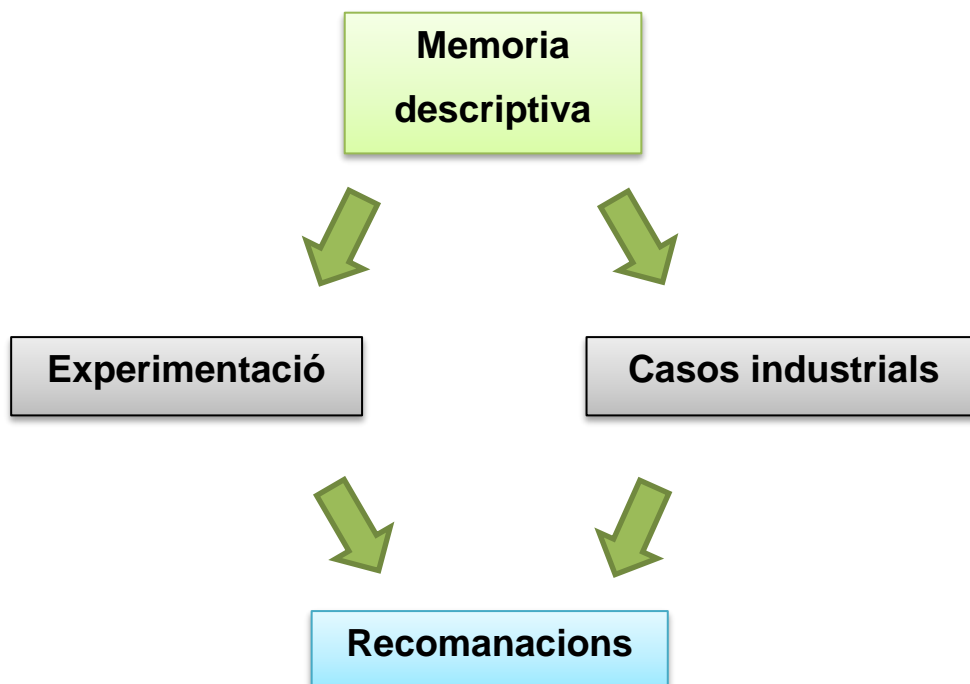 Memoria
descriptiva
Experimentació
Casos industrials
Recomanacions